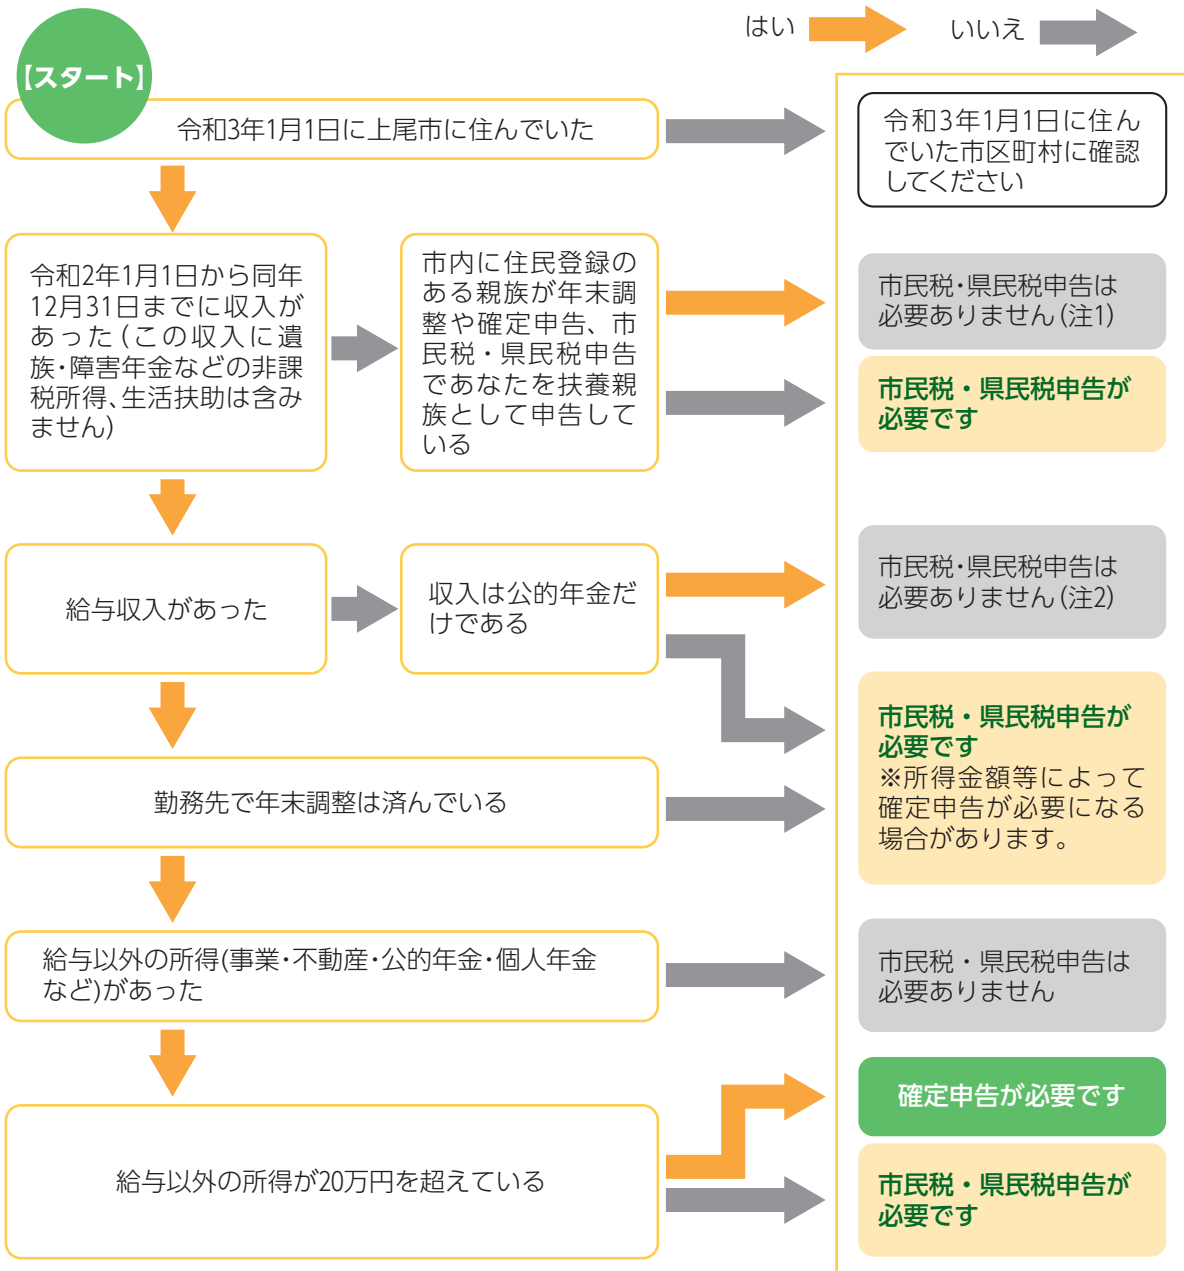 はい
いいえ
【スタート】
令和3年1月1日に上尾市に住んでいた
令和3年1月1日に住ん
でいた市区町村に確認
してください
令和2年1月1日から同年
12月31日までに収入が
あった(この収入に遺
族・障害年金などの非課
税所得、生活扶助は含み
ません)
市内に住民登録の
ある親族が年末調
整や確定申告、市
民税・県民税申告
であなたを扶養親
族として申告して
いる
市民税・県民税申告は
必要ありません(注1)
市民税・県民税申告が
必要です
給与収入があった
収入は公的年金だ
けである
市民税・県民税申告は
必要ありません(注2)
市民税・県民税申告が
必要です
※所得金額等によって
確定申告が必要になる
場合があります。
勤務先で年末調整は済んでいる
給与以外の所得(事業・不動産・公的年金・個人年金
など)があった
市民税・県民税申告は
必要ありません
給与以外の所得が20万円を超えている
確定申告が必要です
市民税・県民税申告が
必要です